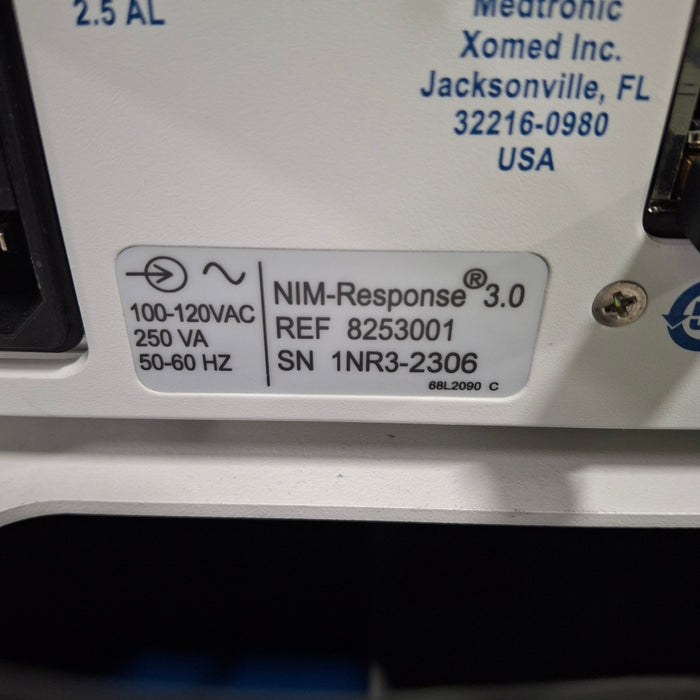 2.5 AL
Medtronic
Xomed Inc.
Jacksonville, FL
32216-0980
USA
100-120VAC
250 VA
50-60 HZ
NIM-Response® 3.0
REF 8253001
SN 1NR3-2306
68L2090 C